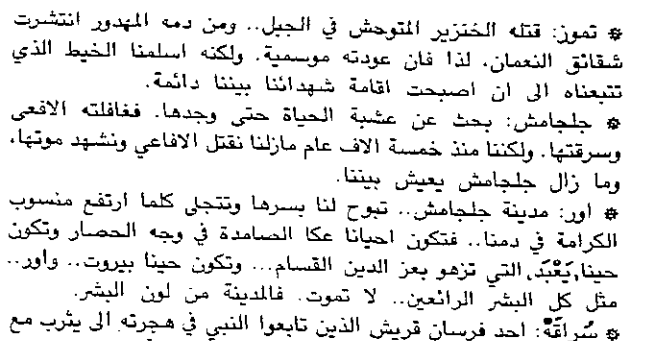 * تموز: قتله الخنزير المتوحش في الجبل.. ومن دمه المهدور انتشرت
شقائق النعمان، لذا فان عودته موسمية. ولكنه اسلمنا الخيط الذي
تتبعناه الى ان اصبحت اقامة شهدائنا بيننا دائمة.
* جلجامش: بحث عن عشبة الحياة حتى وجدها. فغافلته الافعى
وسرقتها. ولكننا منذ خمسة الاف عام مازلنا نقتل الافاعي ونشهد موتها،
وما زال جلجامش يعيش بيننا.
* اور: مدينة جلجامش.. تبوح لنا بسرها وتتجلى كلما ارتفع منسوب
الكرامة في دمنا.. فتكون احيانا عكا الصامدة في وجه الحصار وتكون
حينا يَعْبَدَ، التي تزهو بعز الدين القسام... وتكون حينا بيروت.. واور..
مثل كل البشر الرائعين.. لا تموت. فالمدينة من لون البشر.
* سُراقَةُ: احد فرسان قريش الذين تابعوا النبي في هجرته الى يثرب مع